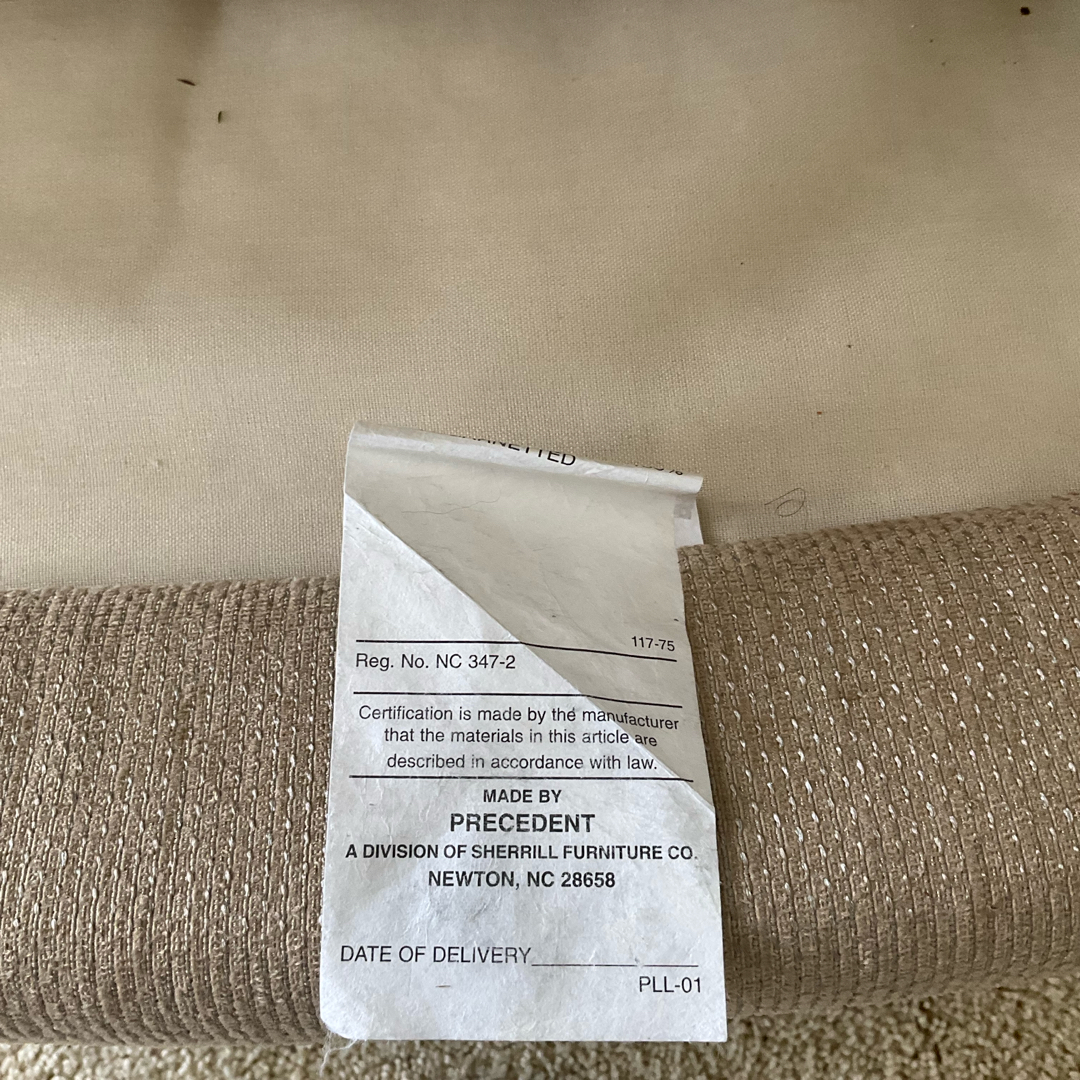 117-75
Reg. No. NC 347-2
Certification is made by the manufacturer
that the materials in this article are
described in accordance with law.
MADE BY
PRECEDENT
A DIVISION OF SHERRILL FURNITURE CO.
NEWTON, NC 28658
DATE OF DELIVERY
PLL-01